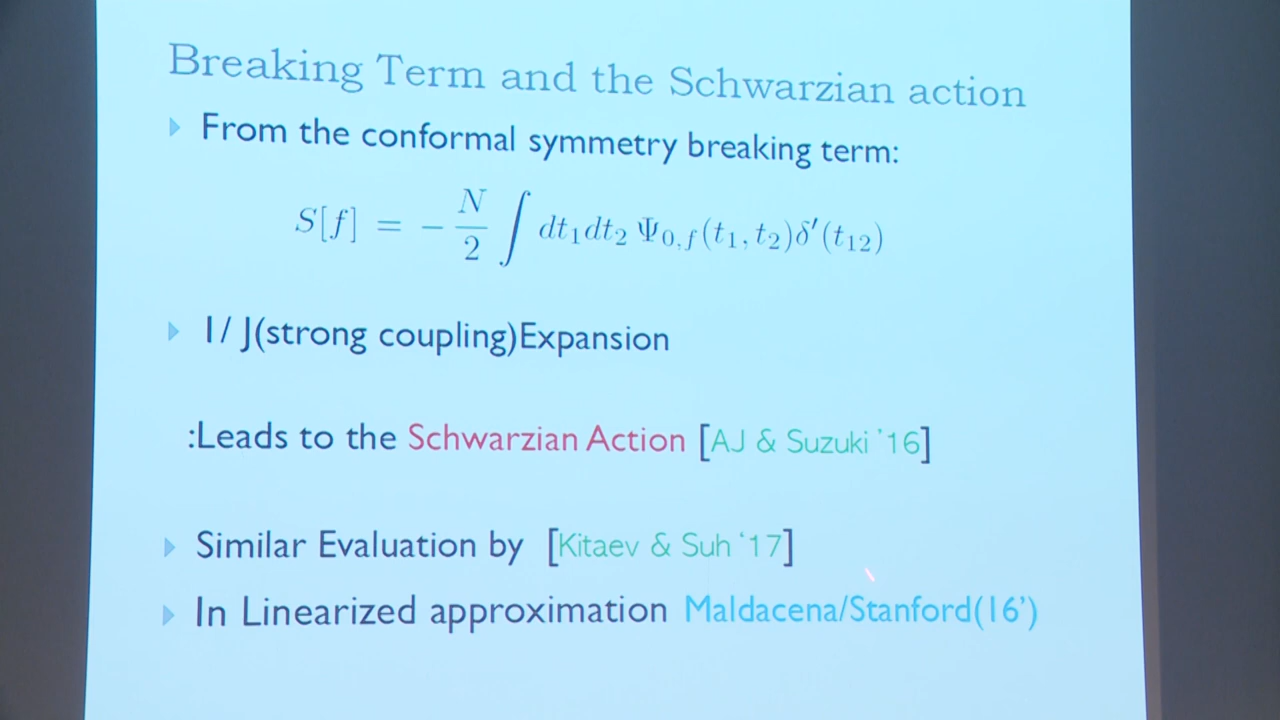 Breaking Term and the Schwarzian action
From the conformal symmetry breaking term:
S[f] = − N/2 ∫ dt₁dt₂ Ψ₀,f(t₁, t₂)δ′(t₁₂)
1/ J(strong coupling)Expansion
:Leads to the Schwarzian Action [AJ & Suzuki '16]
Similar Evaluation by [Kitaev & Suh '17]
In Linearized approximation Maldacena/Stanford(16')